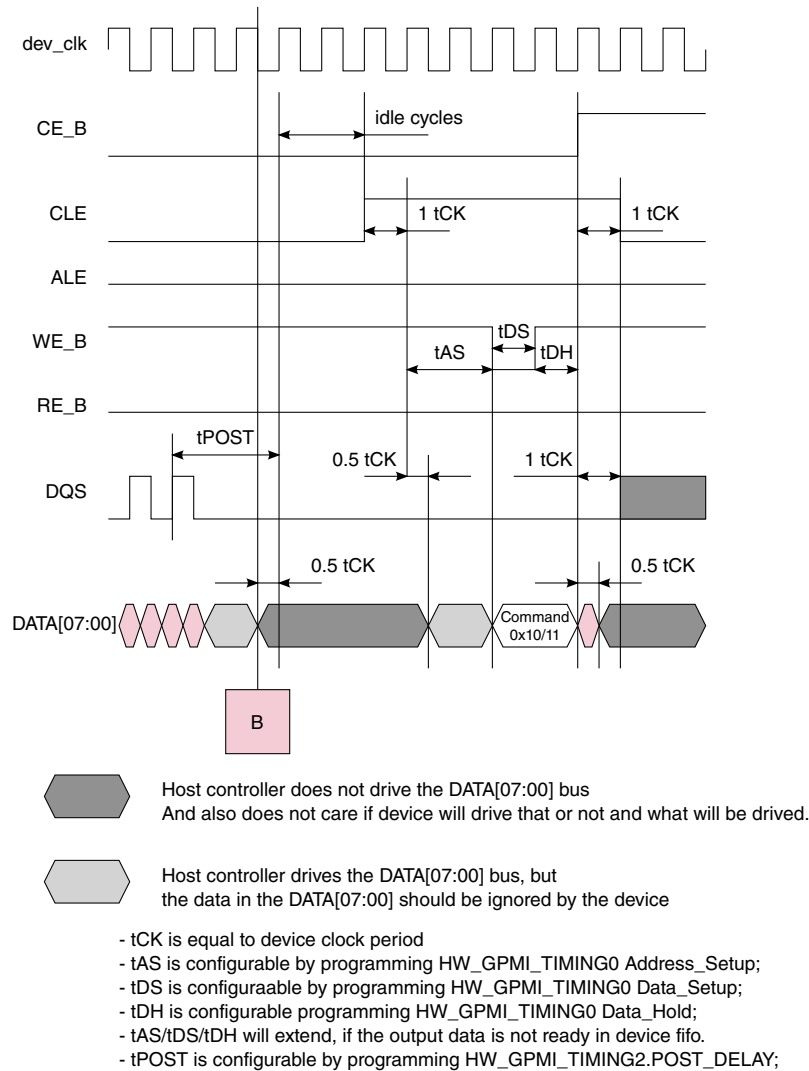 dev_clk
CE_B
idle cycles
CLE
1 tCK
1 tCK
ALE
WE_B
tDS
tAS
tDH
RE_B
tPOST
0.5 tCK
1 tCK
DQS
0.5 tCK
0.5 tCK
DATA[07:00]
Command
0x10/11
B
Host controller does not drive the DATA[07:00] bus
And also does not care if device will drive that or not and what will be drived.
Host controller drives the DATA[07:00] bus, but
the data in the DATA[07:00] should be ignored by the device
- tCK is equal to device clock period
- tAS is configurable by programming HW_GPMI_TIMING0 Address_Setup;
- tDS is configuraable by programming HW_GPMI_TIMING0 Data_Setup;
- tDH is configurable programming HW_GPMI_TIMING0 Data_Hold;
- tAS/tDS/tDH will extend, if the output data is not ready in device fifo.
- tPOST is configurable by programming HW_GPMI_TIMING2.POST_DELAY;